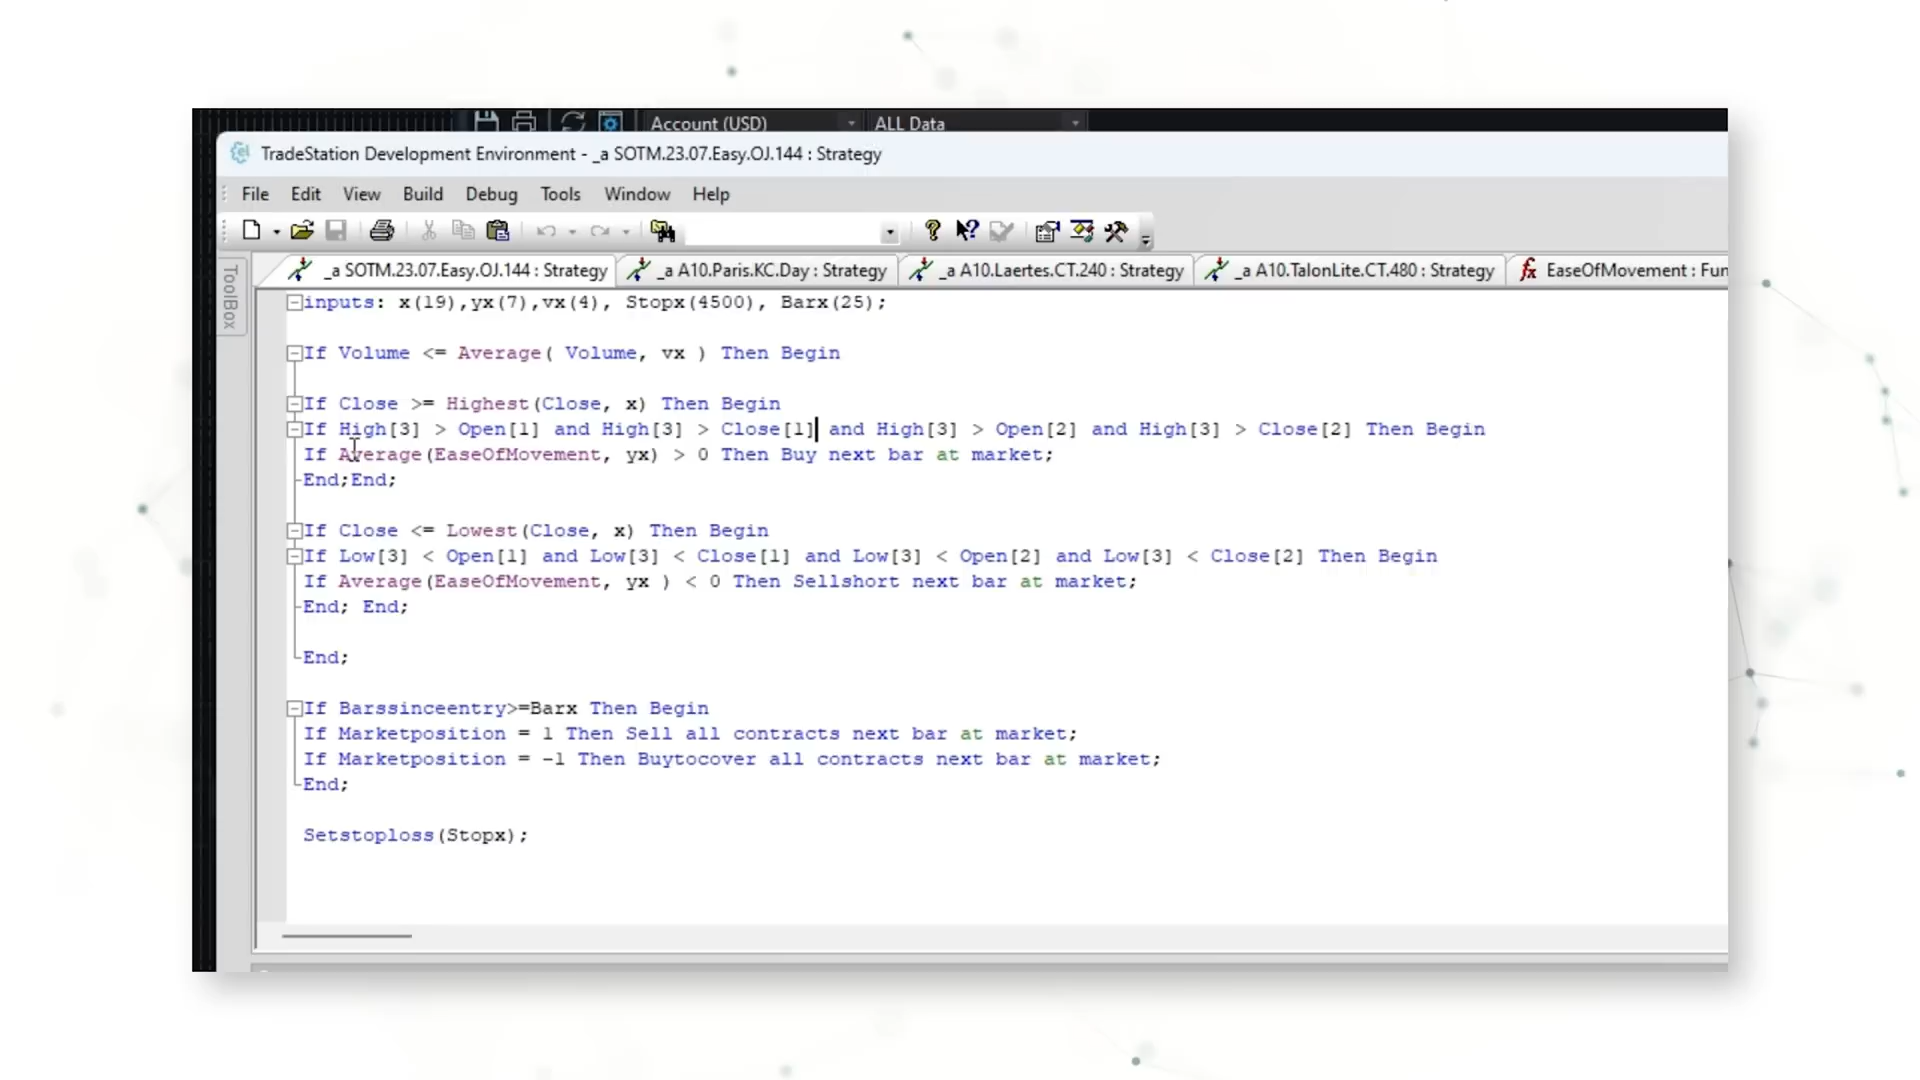 Account (USD) ALL Data
TradeStation Development Environment - _a SOTM.23.07.Easy.OJ.144 : Strategy
File Edit View Build Debug Tools Window Help
_a SOTM.23.07.Easy.OJ.144 : Strategy _a A10.Paris.KC.Day : Strategy _a A10.Laertes.CT.240 : Strategy _a A10.TalonLite.CT.480 : Strategy EaseOfMovement : Fun
ToolBox
inputs: x(19),yx(7),vx(4), Stopx(4500), Barx(25);
If Volume <= Average( Volume, vx ) Then Begin
If Close >= Highest(Close, x) Then Begin
If High[3] > Open[1] and High[3] > Close[1] and High[3] > Open[2] and High[3] > Close[2] Then Begin
If Average(EaseOfMovement, yx) > 0 Then Buy next bar at market;
End;End;
If Close <= Lowest(Close, x) Then Begin
If Low[3] < Open[1] and Low[3] < Close[1] and Low[3] < Open[2] and Low[3] < Close[2] Then Begin
If Average(EaseOfMovement, yx ) < 0 Then Sellshort next bar at market;
End; End;
End;
If Barssinceentry>=Barx Then Begin
If Marketposition = 1 Then Sell all contracts next bar at market;
If Marketposition = -1 Then Buytocover all contracts next bar at market;
End;
Setstoploss(Stopx);